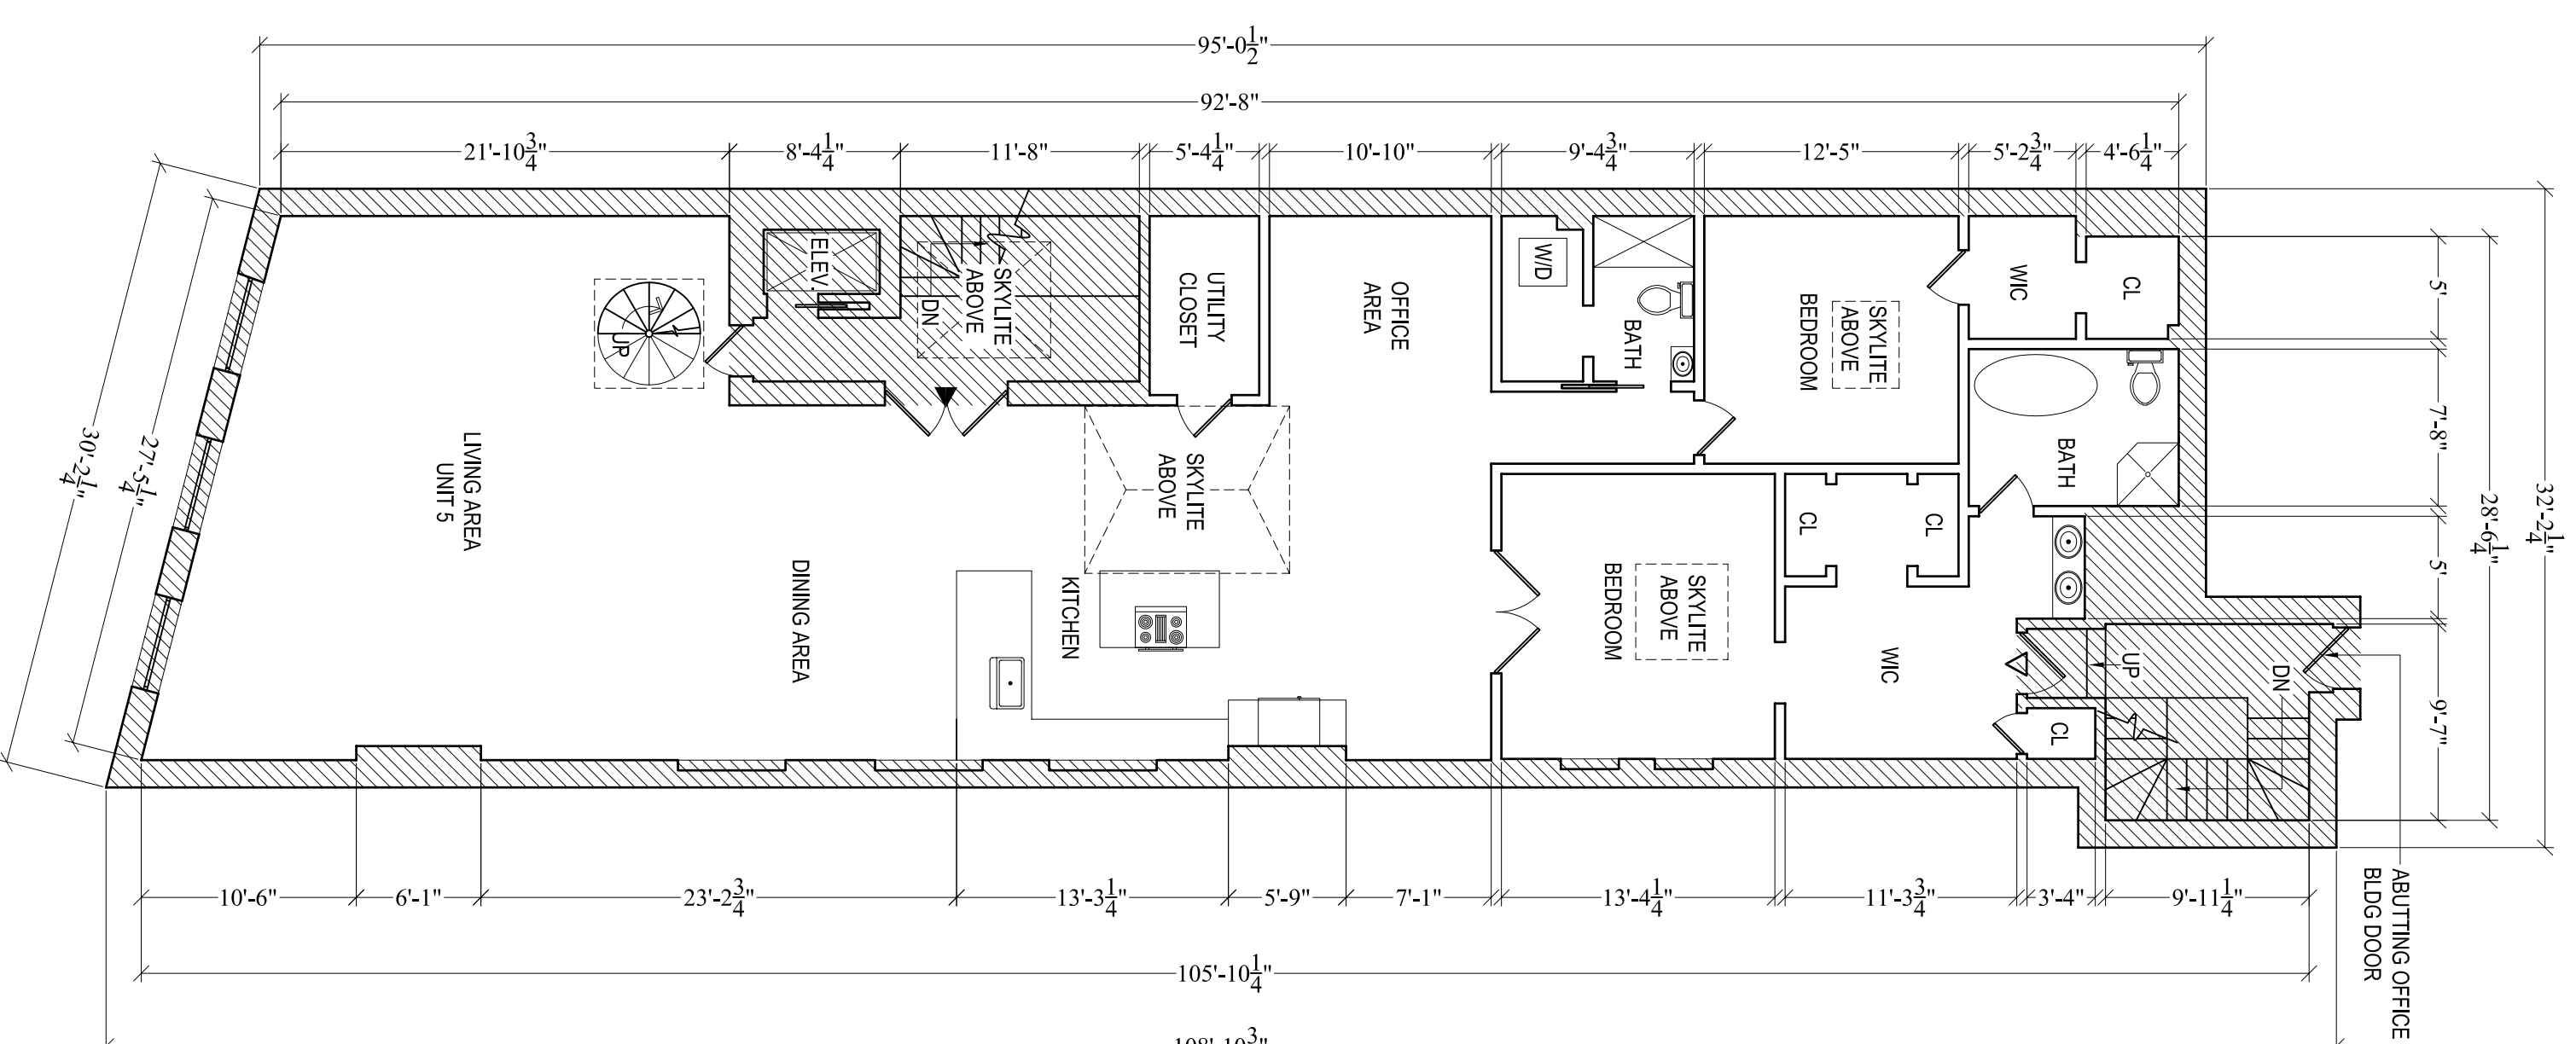 95'-0 1/2"
92'-8"
21'-10 3/4"
8'-4 1/4"
11'-8"
5'-4 1/4"
10'-10"
9'-4 3/4"
12'-5"
5'-2 3/4"
4'-6 1/4"
30'-2 1/4"
27'-5 1/4"
32'-2 1/4"
28'-6 1/4"
5'
7'-8"
5'
9'-7"
LIVING AREA
UNIT 5
UP
ELEV.
SKYLITE
ABOVE
DN
UTILITY
CLOSET
OFFICE
AREA
W/D
BATH
SKYLITE
ABOVE
BEDROOM
WIC
CL
BATH
SKYLITE
ABOVE
DINING AREA
KITCHEN
SKYLITE
ABOVE
BEDROOM
CL
CL
WIC
CL
UP
DN
ABUTTING OFFICE
BLDG DOOR
10'-6"
6'-1"
23'-2 3/4"
13'-3 1/4"
5'-9"
7'-1"
13'-4 1/4"
11'-3 3/4"
3'-4"
9'-11 1/4"
105'-10 1/4"